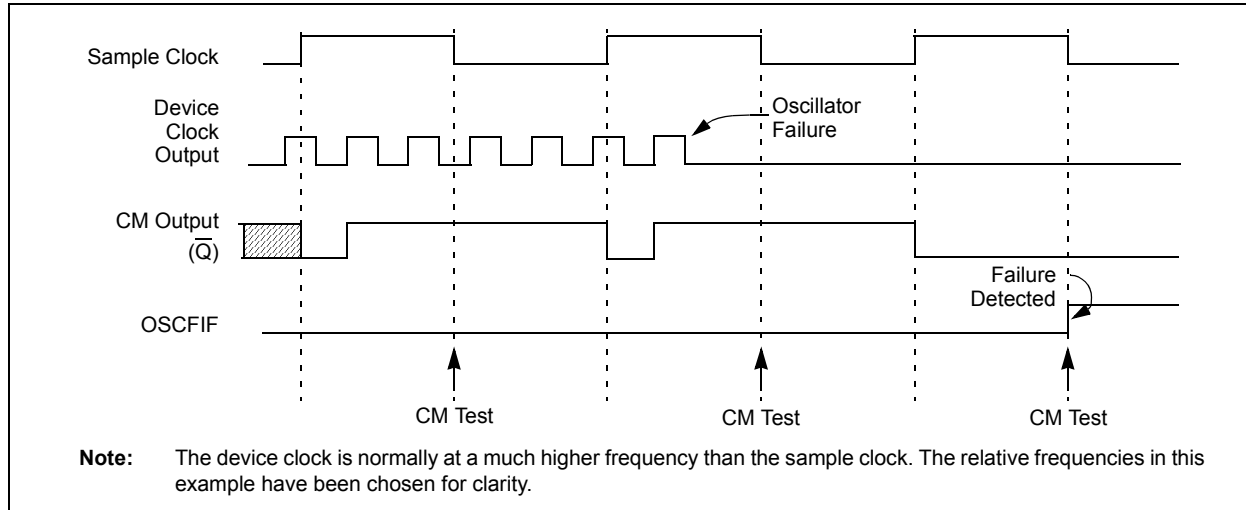 Sample Clock
Device
Clock
Output
Oscillator
Failure
CM Output
(Q̅)
Failure
Detected
OSCFIF
CM Test
CM Test
CM Test
Note: The device clock is normally at a much higher frequency than the sample clock. The relative frequencies in this
example have been chosen for clarity.